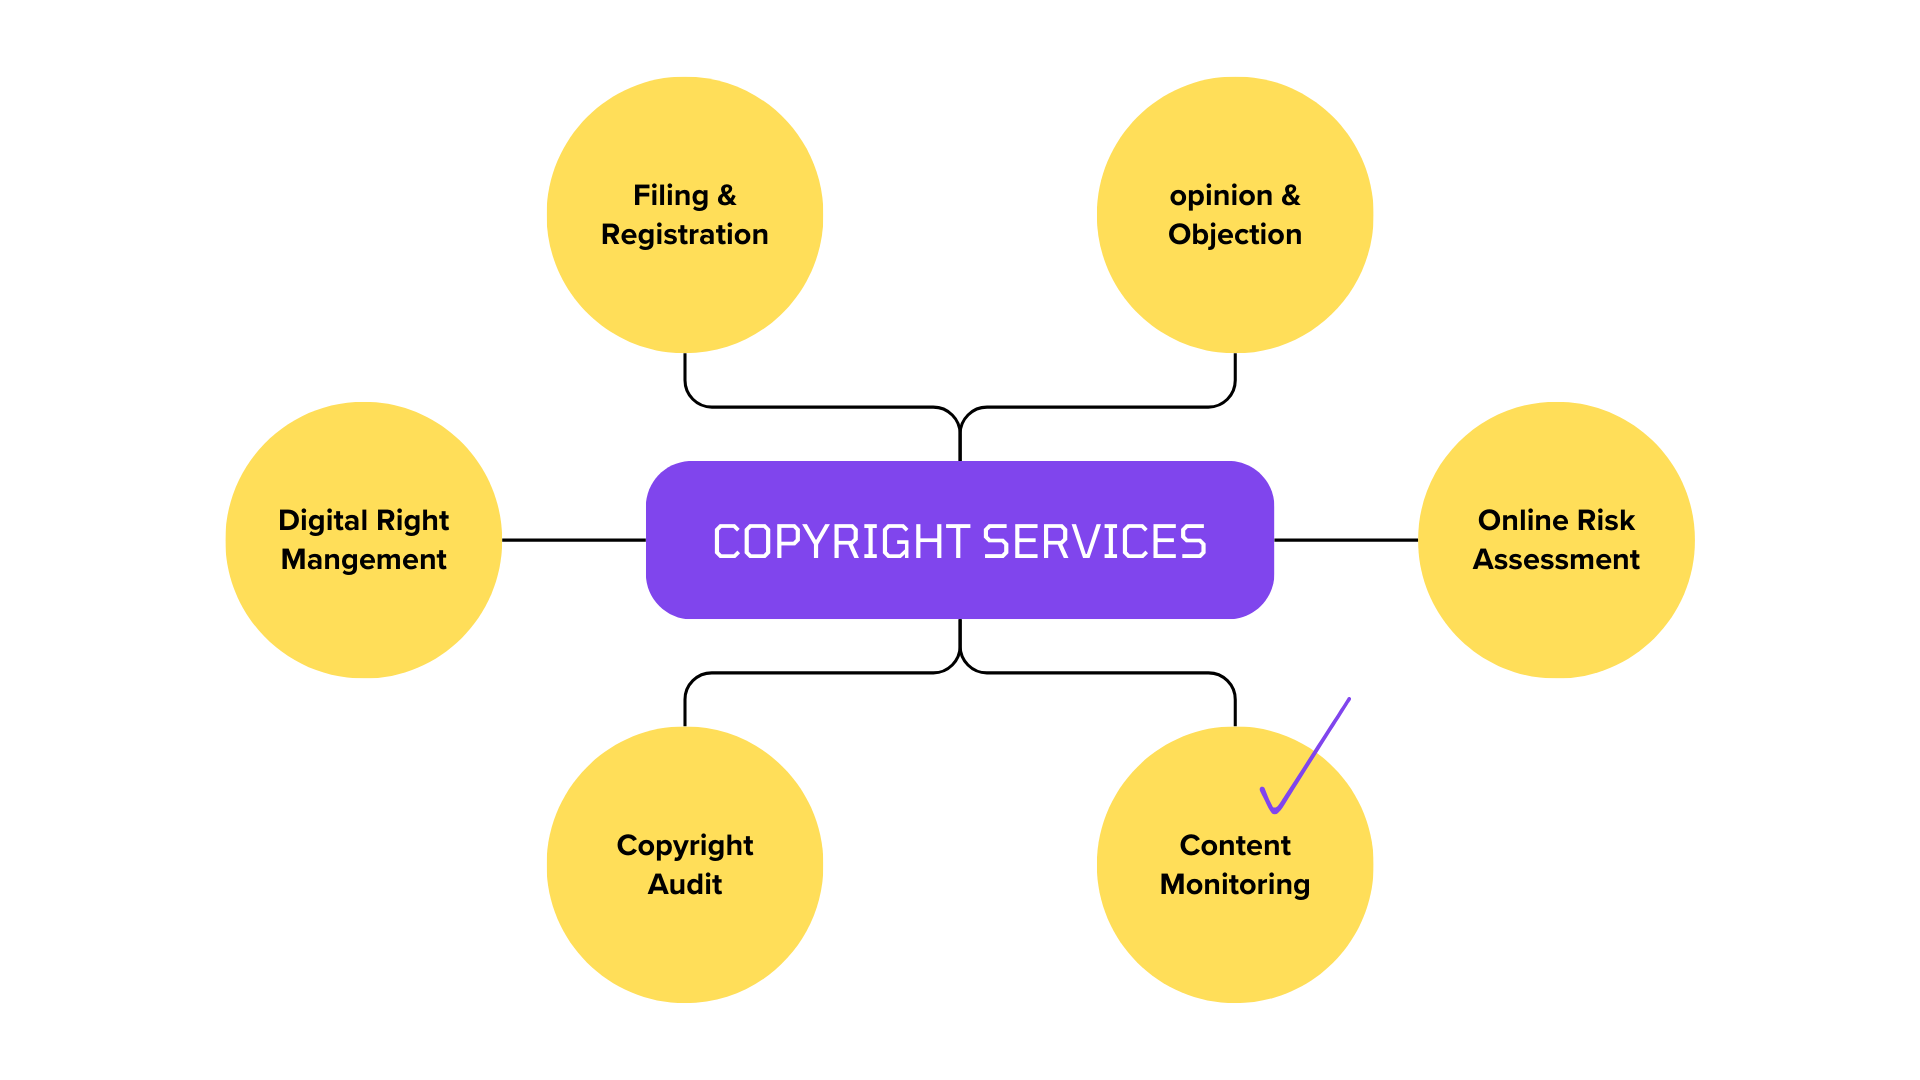 Filing &
Registration
opinion &
Objection
Digital Right
Mangement
COPYRIGHT SERVICES
Online Risk
Assessment
Copyright
Audit
Content
Monitoring